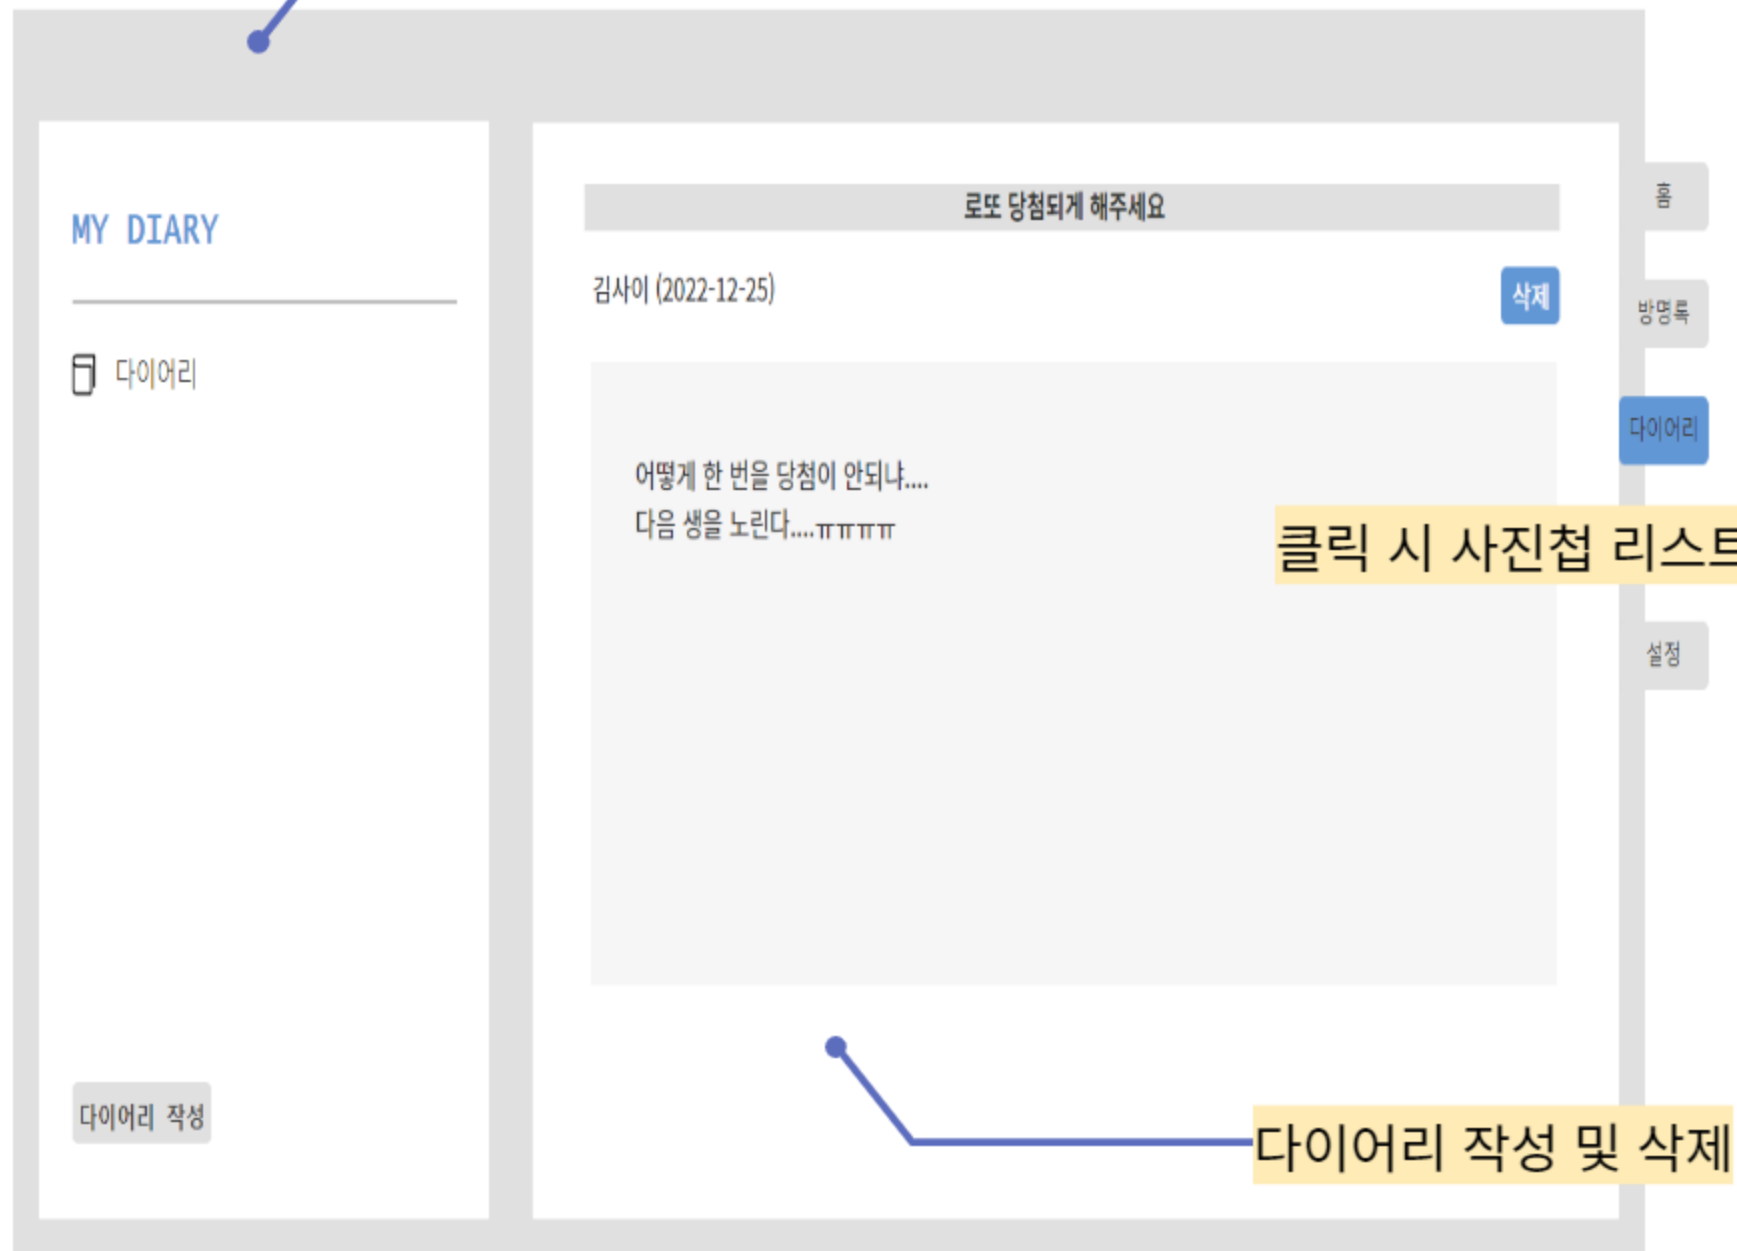 MY DIARY
다이어리
다이어리 작성
로또 당첨되게 해주세요
김사이 (2022-12-25)
삭제
어떻게 한 번을 당첨이 안되냐....
다음 생을 노린다....ㅠㅠㅠㅠ
홈
방명록
다이어리
클릭 시 사진첩 리스트
설정
다이어리 작성 및 삭제